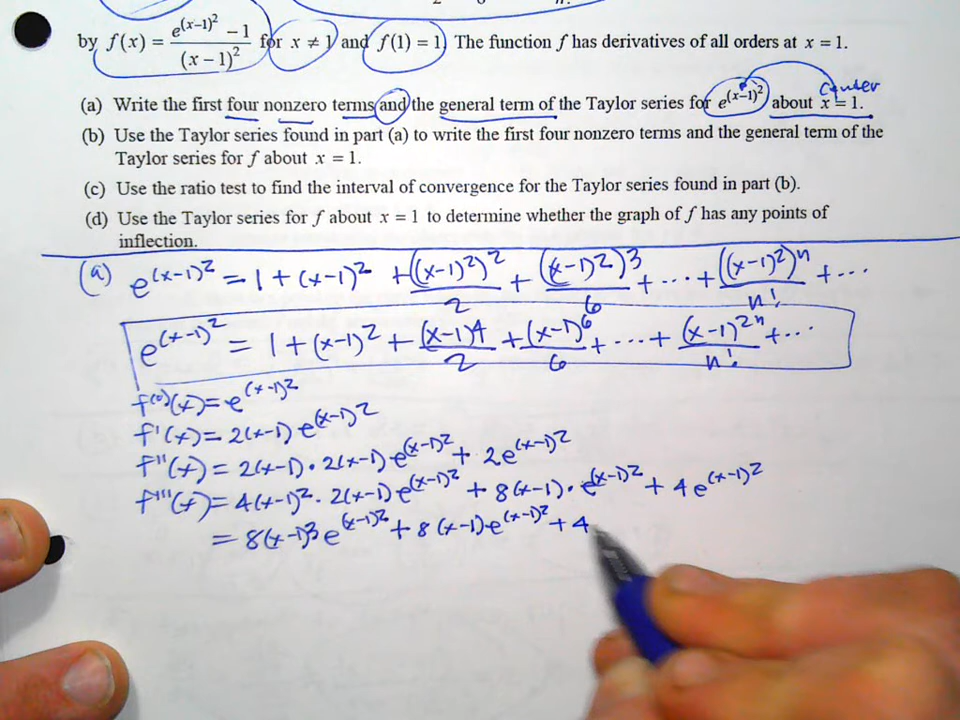 by f(x) = (e^{(x−1)^2} − 1)/(x − 1)^2 for x ≠ 1 and f(1) = 1. The function f has derivatives of all orders at x = 1.
center
(a) Write the first four nonzero terms and the general term of the Taylor series for e^{(x−1)^2} about x = 1.
(b) Use the Taylor series found in part (a) to write the first four nonzero terms and the general term of the
Taylor series for f about x = 1.
(c) Use the ratio test to find the interval of convergence for the Taylor series found in part (b).
(d) Use the Taylor series for f about x = 1 to determine whether the graph of f has any points of
inflection.
(a) e^{(x−1)^2} = 1 + (x−1)^2 + ((x−1)^2)^2/2 + ((x−1)^2)^3/6 + ⋯ + ((x−1)^2)^n/n! + ⋯
e^{(x−1)^2} = 1 + (x−1)^2 + (x−1)^4/2 + (x−1)^6/6 + ⋯ + (x−1)^{2n}/n! + ⋯
f^{(0)}(x) = e^{(x−1)^2}
f'(x) = 2(x−1) e^{(x−1)^2}
f''(x) = 2(x−1) · 2(x−1) e^{(x−1)^2} + 2e^{(x−1)^2}
f'''(x) = 4(x−1)^2 · 2(x−1) e^{(x−1)^2} + 8(x−1) · e^{(x−1)^2} + 4e^{(x−1)^2}
= 8(x−1)^3 e^{(x−1)^2} + 8(x−1)e^{(x−1)^2} + 4